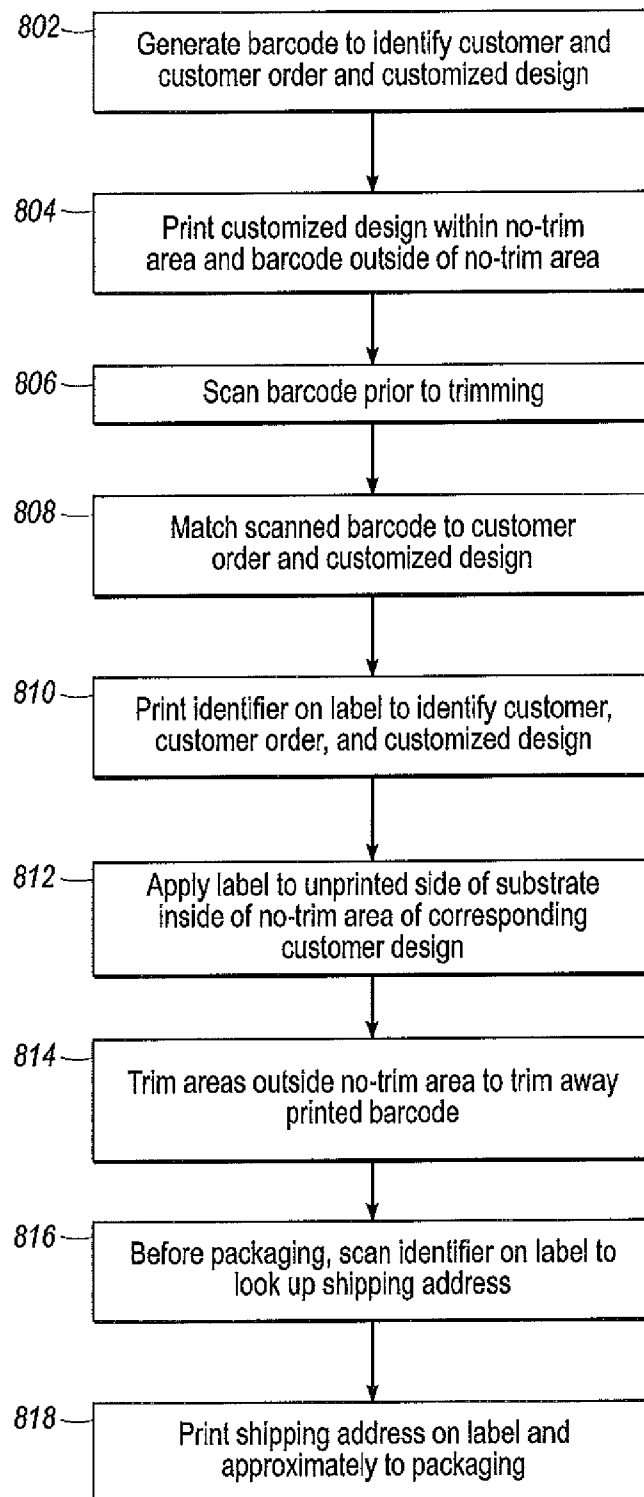 802
Generate barcode to identify customer and
customer order and customized design
804
Print customized design within no-trim
area and barcode outside of no-trim area
806
Scan barcode prior to trimming
808
Match scanned barcode to customer
order and customized design
810
Print identifier on label to identify customer,
customer order, and customized design
812
Apply label to unprinted side of substrate
inside of no-trim area of corresponding
customer design
814
Trim areas outside no-trim area to trim away
printed barcode
816
Before packaging, scan identifier on label to
look up shipping address
818
Print shipping address on label and
approximately to packaging